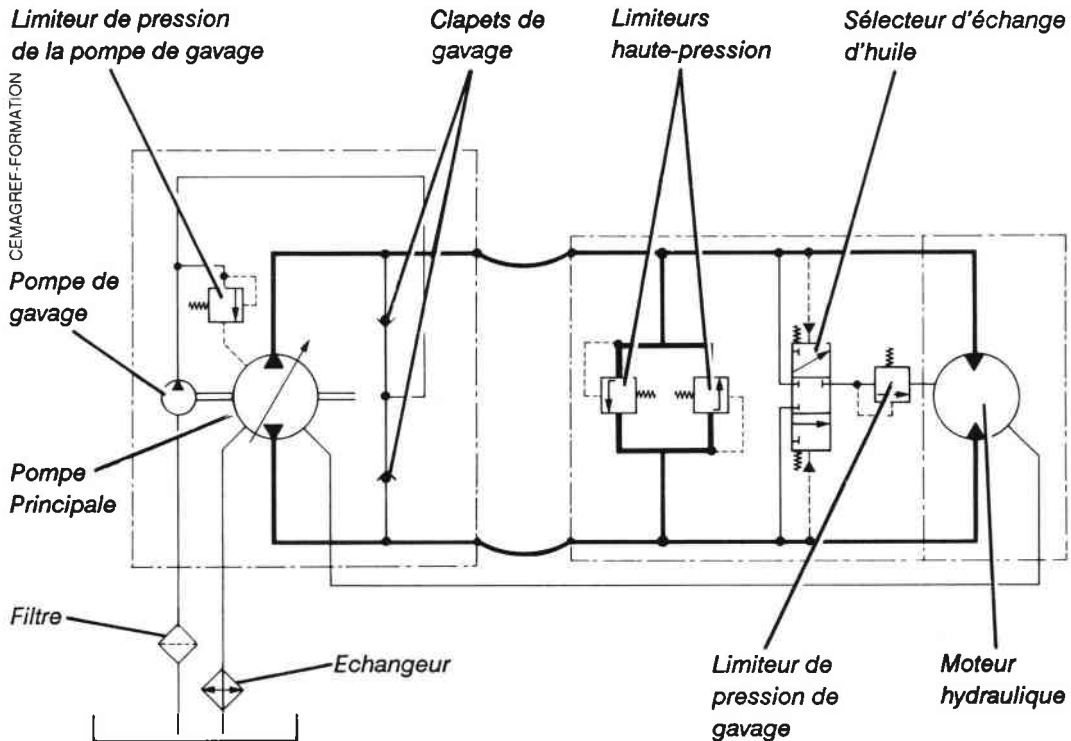 Limiteur de pression
de la pompe de gavage
Clapets de
gavage
Limiteurs
haute-pression
Sélecteur d'échange
d'huile
CEMAGREF-FORMATION
Pompe de
gavage
Pompe
Principale
Filtre
Echangeur
Limiteur de
pression de
gavage
Moteur
hydraulique